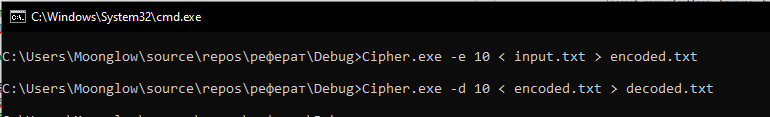 C:\Windows\System32\cmd.exe
C:\Users\Moonglow\source\repos\реферат\Debug>Cipher.exe -e 10 < input.txt > encoded.txt
C:\Users\Moonglow\source\repos\реферат\Debug>Cipher.exe -d 10 < encoded.txt > decoded.txt